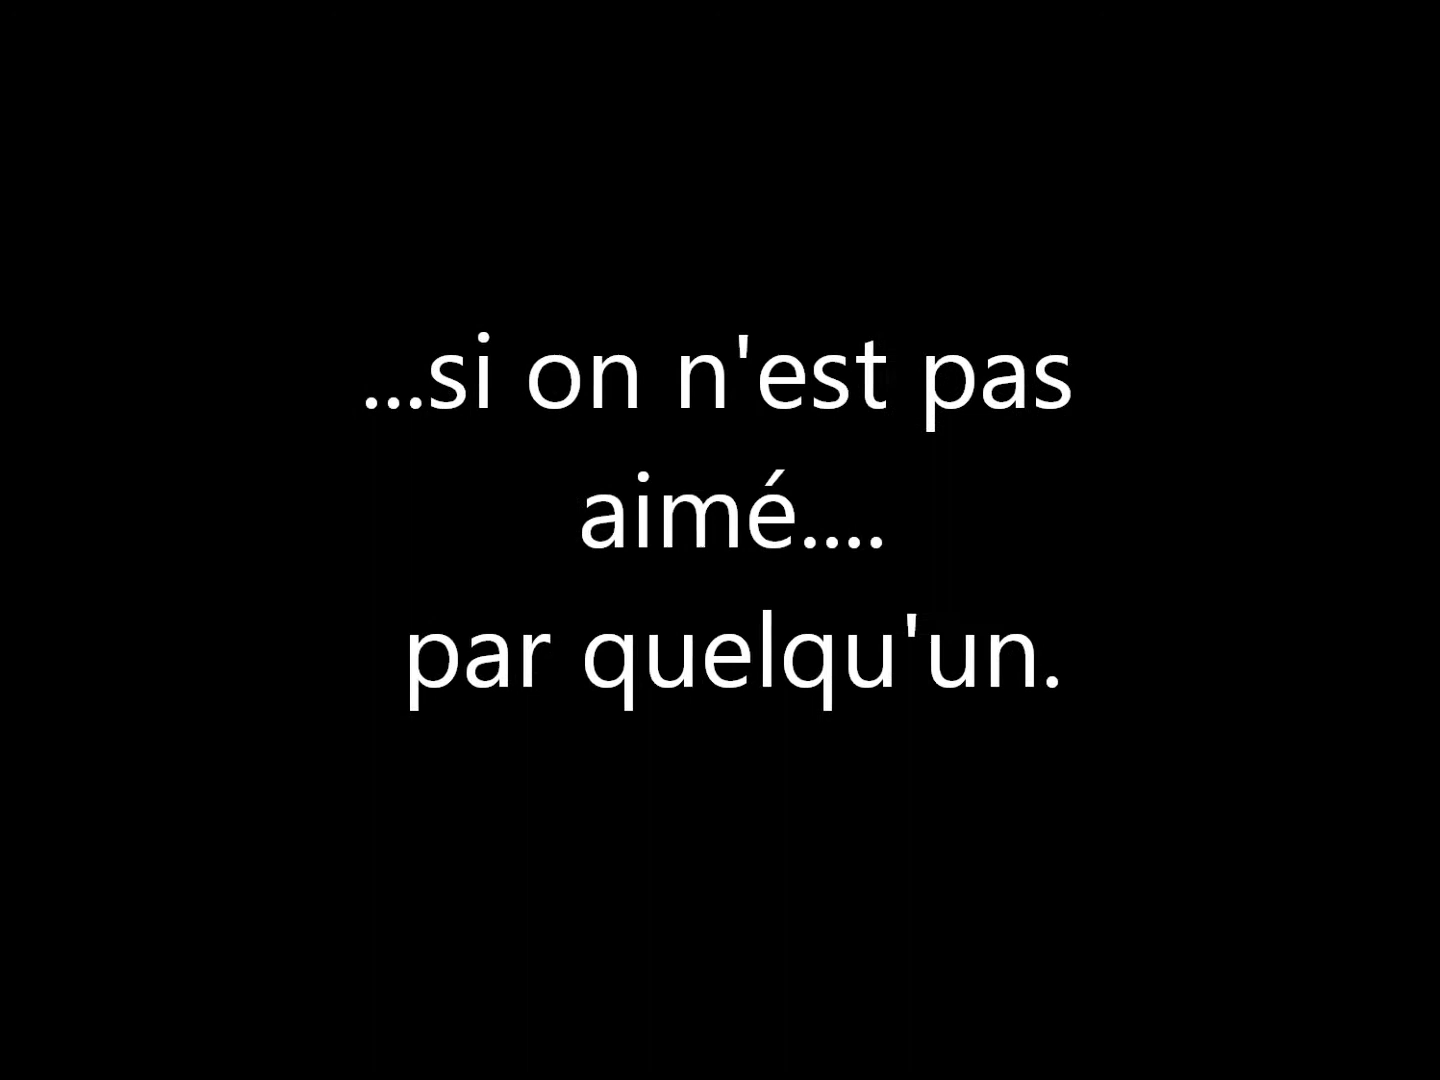 ...si on n'est pas
aimé....
par quelqu'un.